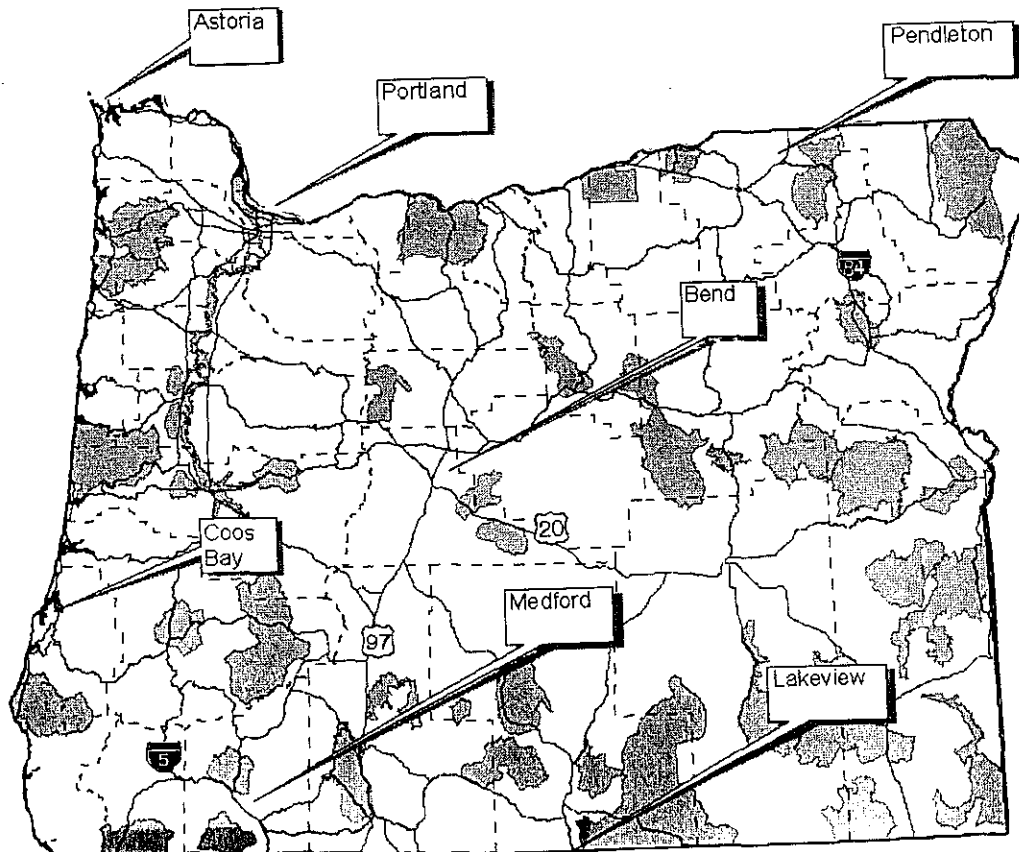 Astoria
Pendleton
Portland
84
Bend
20
Coos
Bay
Medford
97
Lakeview
5